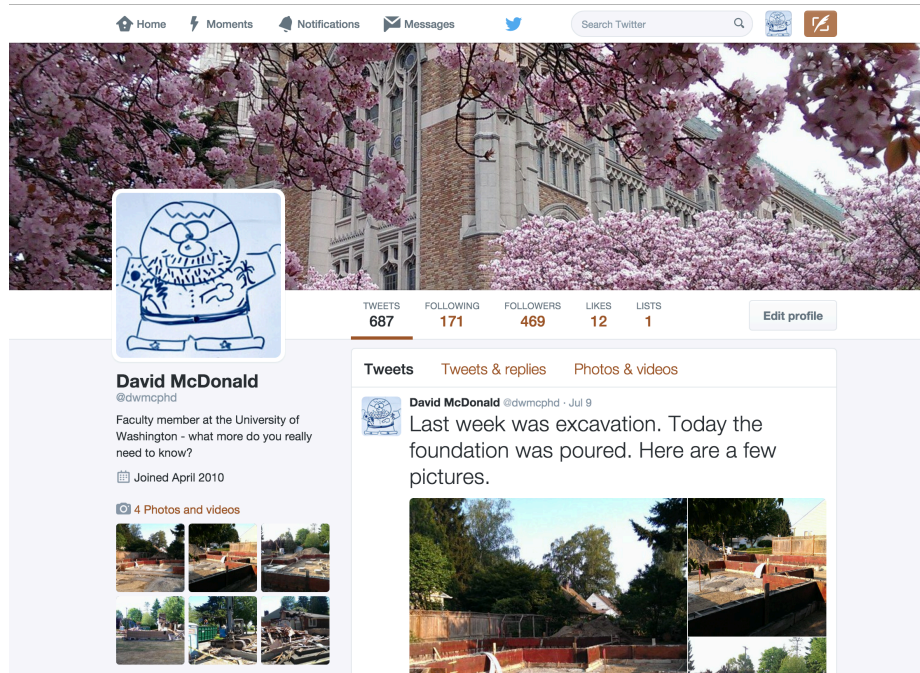 Home Moments Notifications Messages Search Twitter
TWEETS FOLLOWING FOLLOWERS LIKES LISTS
687 171 469 12 1
Edit profile
David McDonald
@dwmcphd
Faculty member at the University of
Washington - what more do you really
need to know?
Joined April 2010
4 Photos and videos
Tweets Tweets & replies Photos & videos
David McDonald @dwmcphd · Jul 9
Last week was excavation. Today the
foundation was poured. Here are a few
pictures.